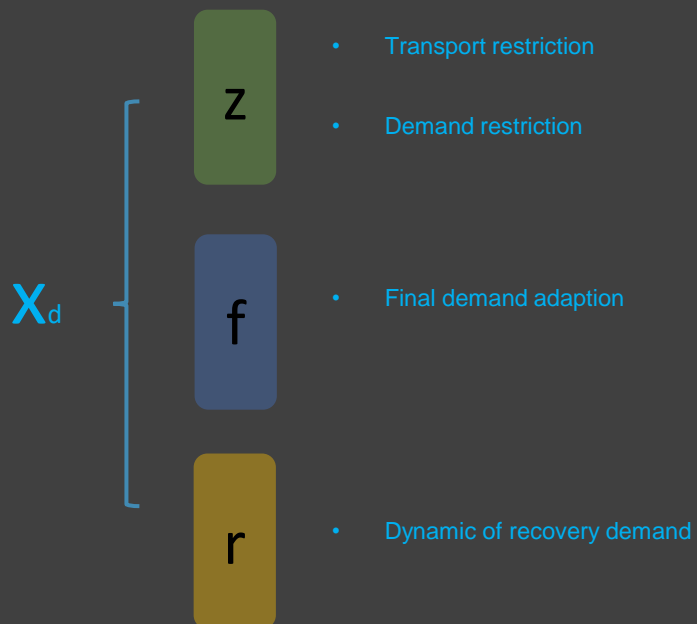 z
• Transport restriction
• Demand restriction
Xd
f
• Final demand adaption
r
• Dynamic of recovery demand